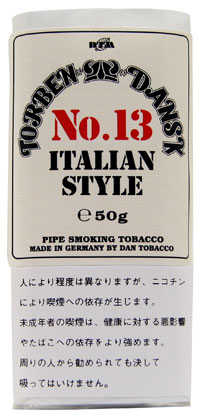 DTM
TORBEN DANSK
No.13
ITALIAN
STYLE
℮50g
PIPE SMOKING TOBACCO
MADE IN GERMANY BY DAN TOBACCO
人により程度は異なりますが、ニコチン
により喫煙への依存が生じます。
未成年者の喫煙は、健康に対する悪影響
やたばこへの依存をより強めます。
周りの人から勧められても決して
吸ってはいけません。